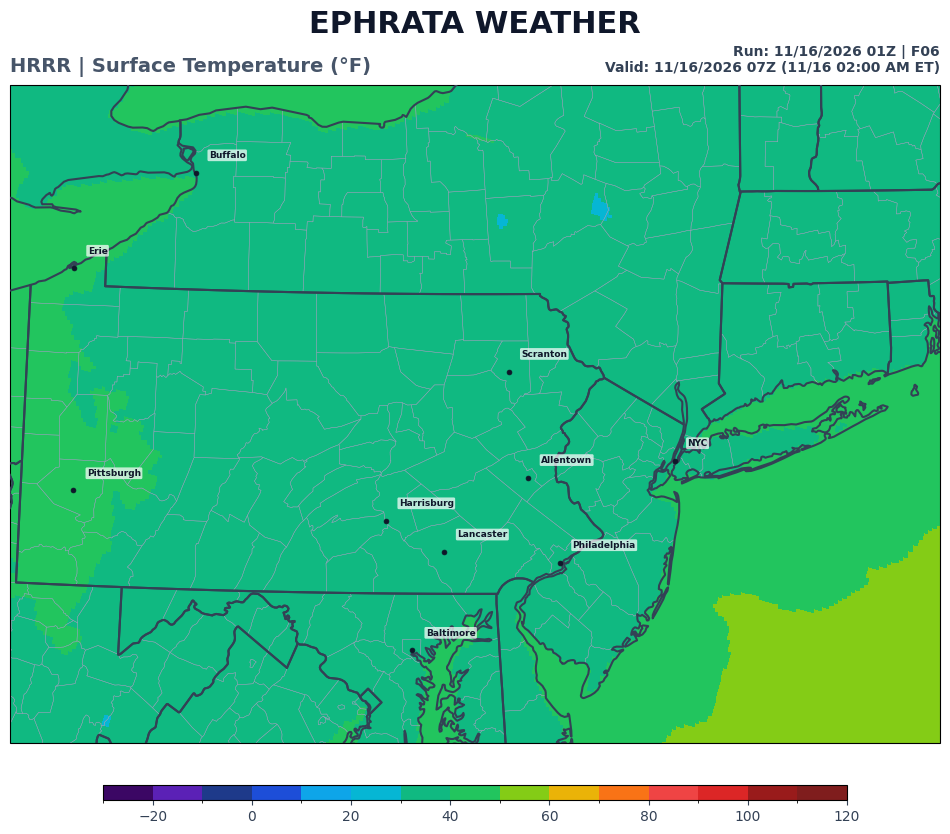 EPHRATA WEATHER
HRRR | Surface Temperature (°F)
Run: 11/16/2026 01Z | F06
Valid: 11/16/2026 07Z (11/16 02:00 AM ET)
Buffalo
Erie
Scranton
NYC
Allentown
Pittsburgh
Harrisburg
Lancaster
Philadelphia
Baltimore
−20 0 20 40 60 80 100 120